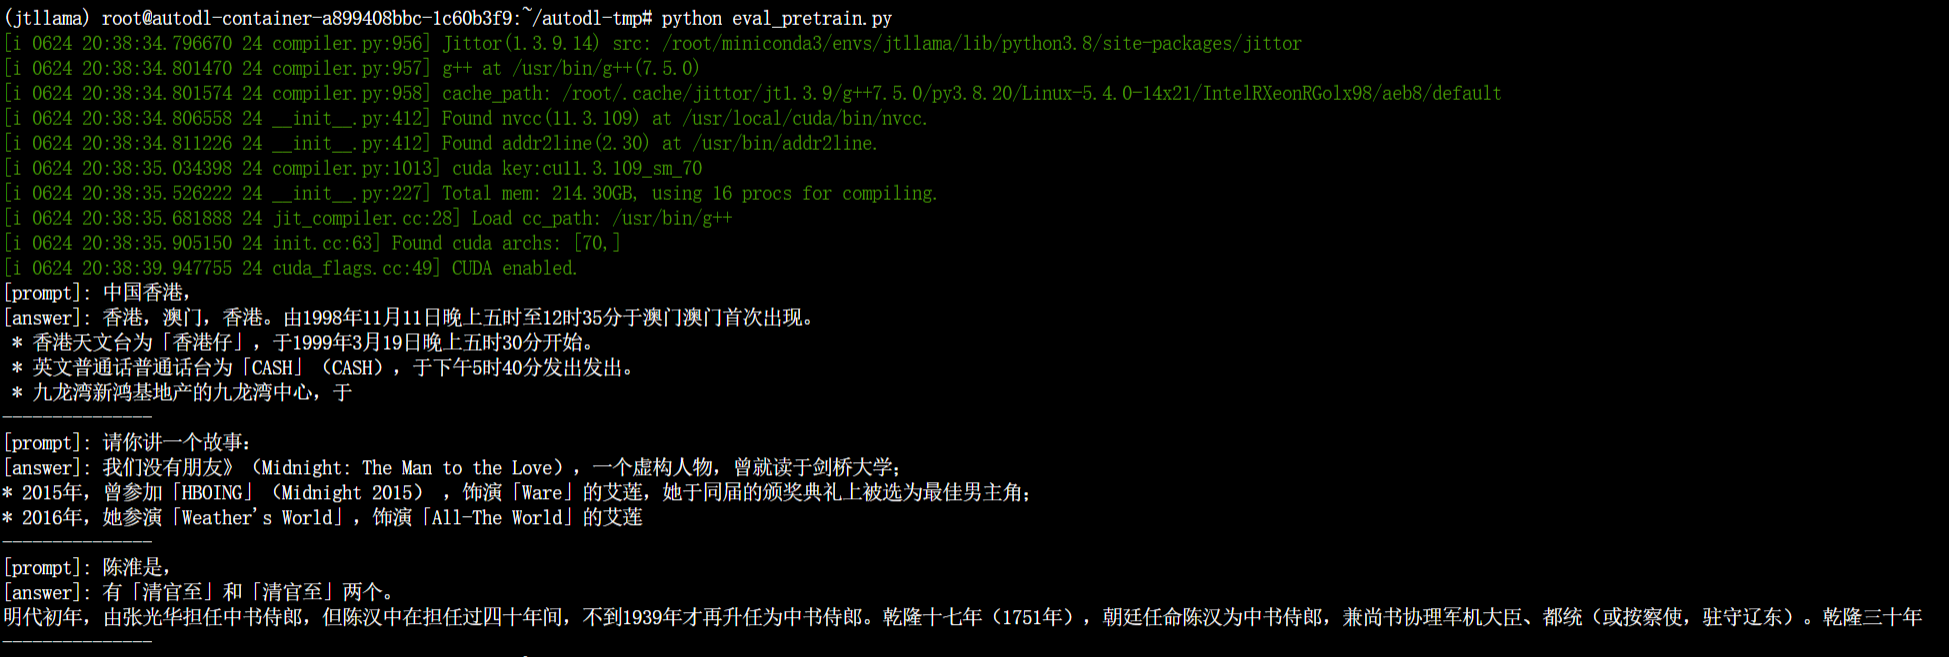 (jtllama) root@autodl-container-a899408bbc-1c60b3f9:~/autodl-tmp# python eval_pretrain.py
[i 0624 20:38:34.796670 24 compiler.py:956] Jittor(1.3.9.14) src: /root/miniconda3/envs/jtllama/lib/python3.8/site-packages/jittor
[i 0624 20:38:34.801470 24 compiler.py:957] g++ at /usr/bin/g++(7.5.0)
[i 0624 20:38:34.801574 24 compiler.py:958] cache_path: /root/.cache/jittor/jt1.3.9/g++7.5.0/py3.8.20/Linux-5.4.0-14x21/IntelRXeonRGolx98/aeb8/default
[i 0624 20:38:34.806558 24 __init__.py:412] Found nvcc(11.3.109) at /usr/local/cuda/bin/nvcc.
[i 0624 20:38:34.811226 24 __init__.py:412] Found addr2line(2.30) at /usr/bin/addr2line.
[i 0624 20:38:35.034398 24 compiler.py:1013] cuda key:cu11.3.109_sm_70
[i 0624 20:38:35.526222 24 __init__.py:227] Total mem: 214.30GB, using 16 procs for compiling.
[i 0624 20:38:35.681888 24 jit_compiler.cc:28] Load cc_path: /usr/bin/g++
[i 0624 20:38:35.905150 24 init.cc:63] Found cuda archs: [70,]
[i 0624 20:38:39.947755 24 cuda_flags.cc:49] CUDA enabled.
[prompt]: 中国香港，
[answer]: 香港，澳门，香港。由1998年11月11日晚上五时至12时35分于澳门澳门首次出现。
* 香港天文台为「香港仔」，于1999年3月19日晚上五时30分开始。
* 英文普通话普通话台为「CASH」（CASH），于下午5时40分发出发出。
* 九龙湾新鸿基地产的九龙湾中心，于
---------------
[prompt]: 请你讲一个故事：
[answer]: 我们没有朋友》（Midnight: The Man to the Love），一个虚构人物，曾就读于剑桥大学；
* 2015年，曾参加「HBOING」（Midnight 2015） ，饰演「Ware」的艾莲，她于同届的颁奖典礼上被选为最佳男主角；
* 2016年，她参演「Weather's World」，饰演「All-The World」的艾莲
---------------
[prompt]: 陈淮是，
[answer]: 有「清官至」和「清官至」两个。
明代初年，由张光华担任中书侍郎，但陈汉中在担任过四十年间，不到1939年才再升任为中书侍郎。乾隆十七年（1751年），朝廷任命陈汉为中书侍郎，兼尚书协理军机大臣、都统（或按察使，驻守辽东）。乾隆三十年
---------------